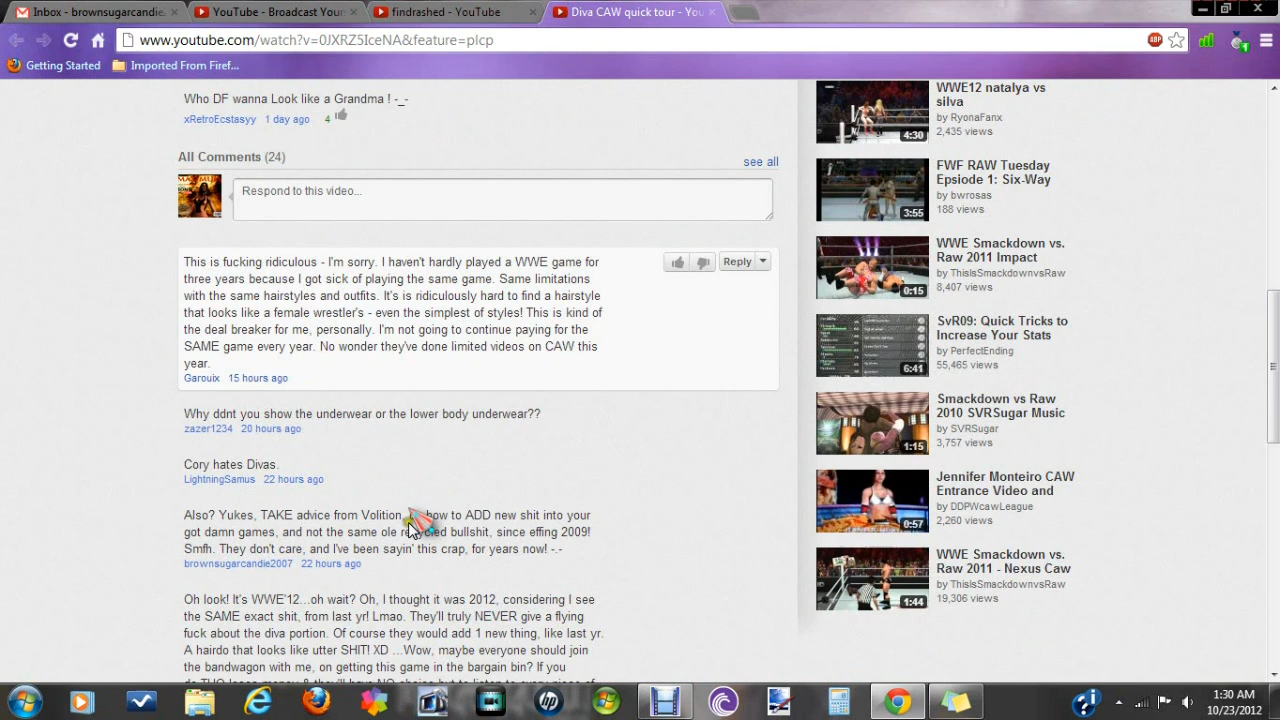 Inbox - brownsugarcandie
YouTube - Broadcast Your
findrashed - YouTube
Diva CAW quick tour - You
www.youtube.com/watch?v=0JXRZ5IceNA&feature=plcp
ABP
Getting Started
Imported From Firef...
Who DF wanna Look like a Grandma ! -_-
xRetroEcstasyy 1 day ago 4
All Comments (24)
see all
Respond to this video...
This is fucking ridiculous - I'm sorry. I haven't hardly played a WWE game for
three years because I got sick of playing the same game. Same limitations
with the same hairstyles and outfits. It's is ridiculously hard to find a hairstyle
that looks like a female wrestler's - even the simplest of styles! This is kind of
the deal breaker for me, personally. I'm not going to continue paying for the
SAME game every year. No wonder you've done limited videos on CAW this
year.
Garouix 15 hours ago
Reply
Why ddnt you show the underwear or the lower body underwear??
zazer1234 20 hours ago
Cory hates Divas.
LightningSamus 22 hours ago
Also? Yukes, TAKE advice from Volition how to ADD new shit into your
got damn games, and not the same ole bullshit, since effing 2009!
Smfh. They don't care, and I've been sayin' this crap, for years now! -.-
brownsugarcandie2007 22 hours ago
Hm look it's WWE'12...oh wait? Oh, I thought it was 2012, considering I see
the SAME exact shit, from last yr! Lmao. They'll truly NEVER give a flying
fuck about the diva portion. Of course they would add 1 new thing, like last yr.
A hairdo that looks like utter SHIT! XD ...Wow, maybe everyone should join
the bandwagon with me, on getting this game in the bargin bin? If you
WWE12 natalya vs
silva
by RyonaFanx
2,435 views
4:30
FWF RAW Tuesday
Epsiode 1: Six-Way
by bwrosas
188 views
3:55
WWE Smackdown vs.
Raw 2011 Impact
by ThisIsSmackdownvsRaw
8,407 views
0:15
SvR09: Quick Tricks to
Increase Your Stats
by PerfectEnding
55,465 views
6:41
Smackdown vs Raw
2010 SVRSugar Music
by SVRSugar
3,757 views
1:15
Jennifer Monteiro CAW
Entrance Video and
by DDPWcawLeague
2,260 views
0:57
WWE Smackdown vs.
Raw 2011 - Nexus Caw
by ThisIsSmackdownvsRaw
19,306 views
1:44
1:30 AM
10/23/2012